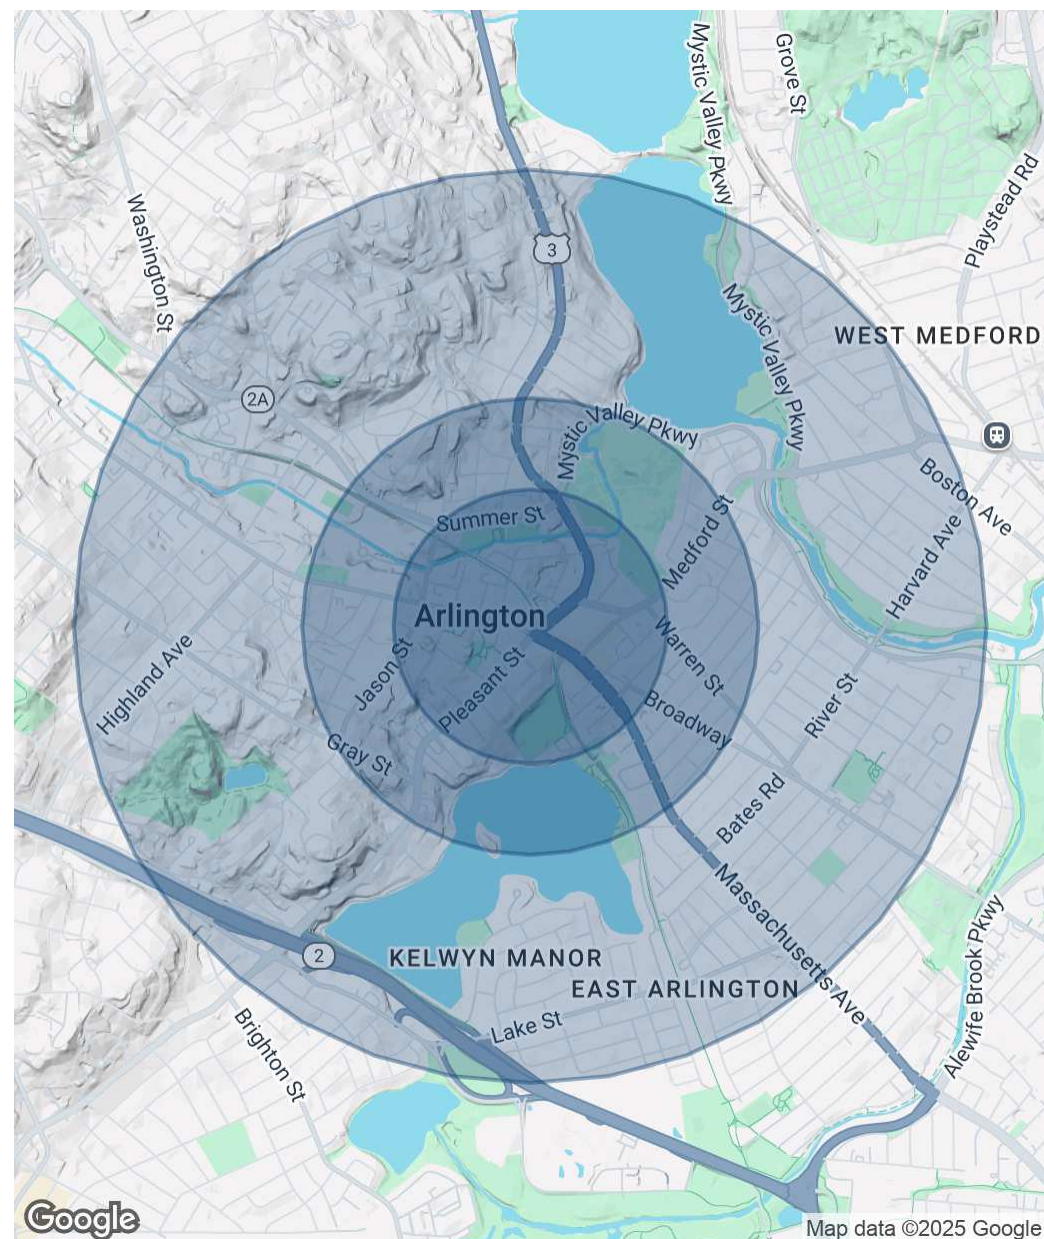 Mystic Valley Pkwy
Grove St
Playstead Rd
Washington St
3
Mystic Valley Pkwy
WEST MEDFORD
2A
Mystic Valley Pkwy
Boston Ave
Summer St
Medford St
Harvard Ave
Arlington
Highland Ave
Jason St
Pleasant St
Warren St
Broadway
River St
Gray St
Bates Rd
Massachusetts Ave
2
KELWYN MANOR
EAST ARLINGTON
Lake St
Brighton St
Alewife Brook Pkwy
Google
Map data ©2025 Google